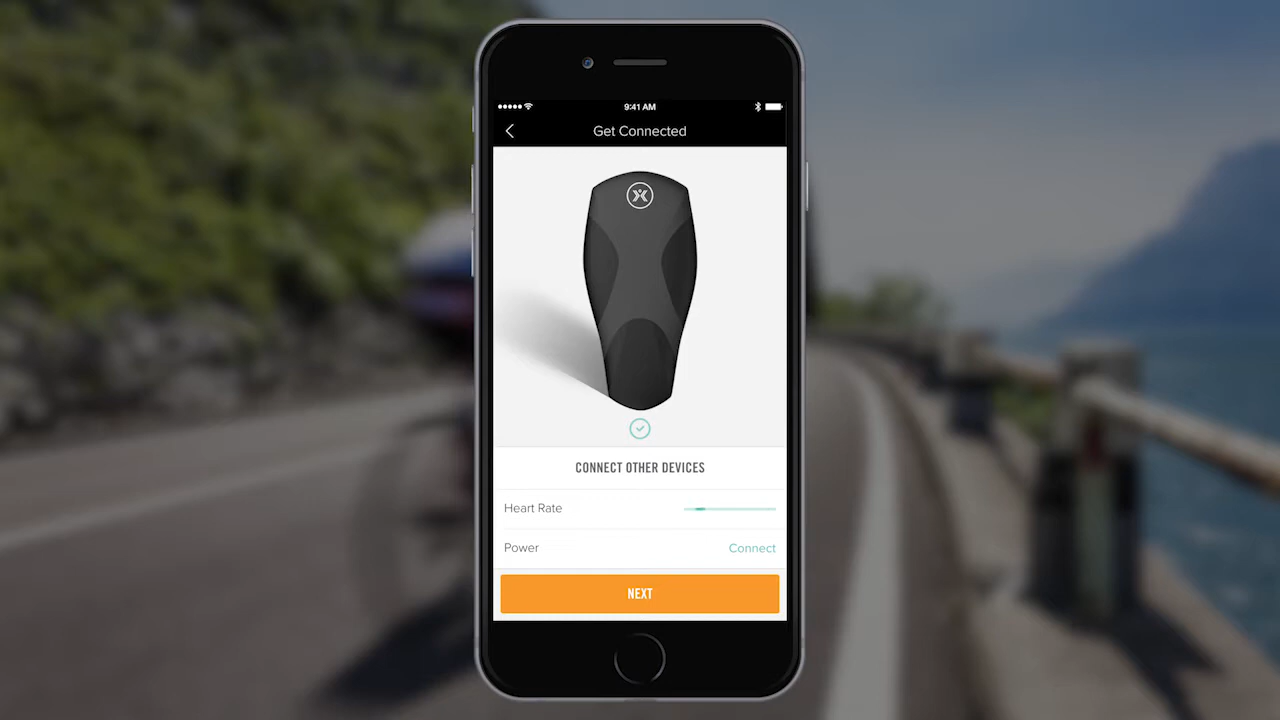 9:41 AM
Get Connected
CONNECT OTHER DEVICES
Heart Rate
Power Connect
NEXT